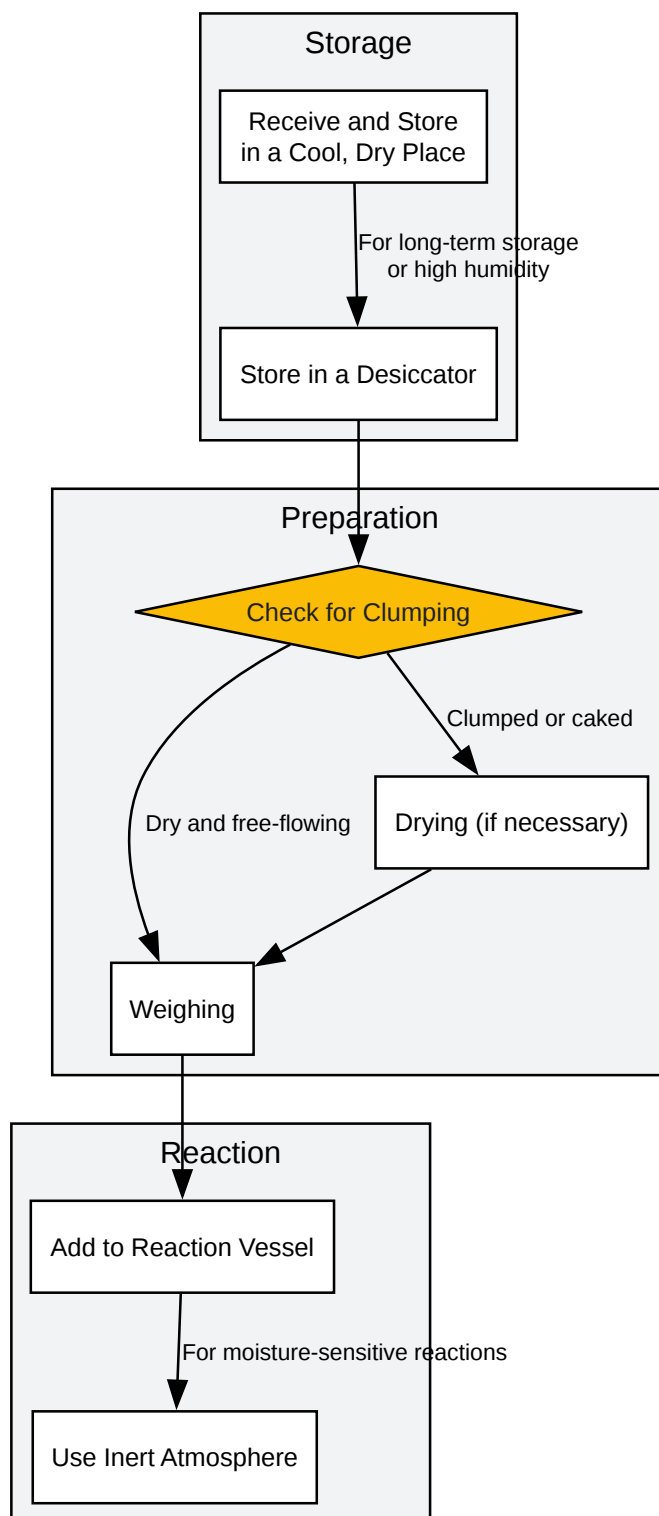 Storage
Receive and Store
in a Cool, Dry Place
For long-term storage
or high humidity
Store in a Desiccator
Preparation
Check for Clumping
Clumped or caked
Dry and free-flowing
Drying (if necessary)
Weighing
Reaction
Add to Reaction Vessel
For moisture-sensitive reactions
Use Inert Atmosphere